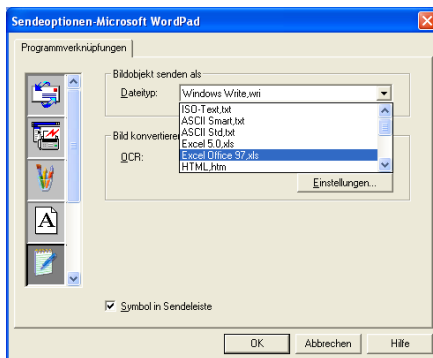 Sendeoptionen-Microsoft WordPad
Programmverknüpfungen
Bildobjekt senden als
Dateityp: Windows Write,wri
ISO-Text,txt
ASCII Smart,txt
ASCII Std,txt
Bild konvertieren
Excel 5.0,xls
OCR: Excel Office 97,xls
HTML,htm
Einstellungen...
A
Symbol in Sendeleiste
OK Abbrechen Hilfe